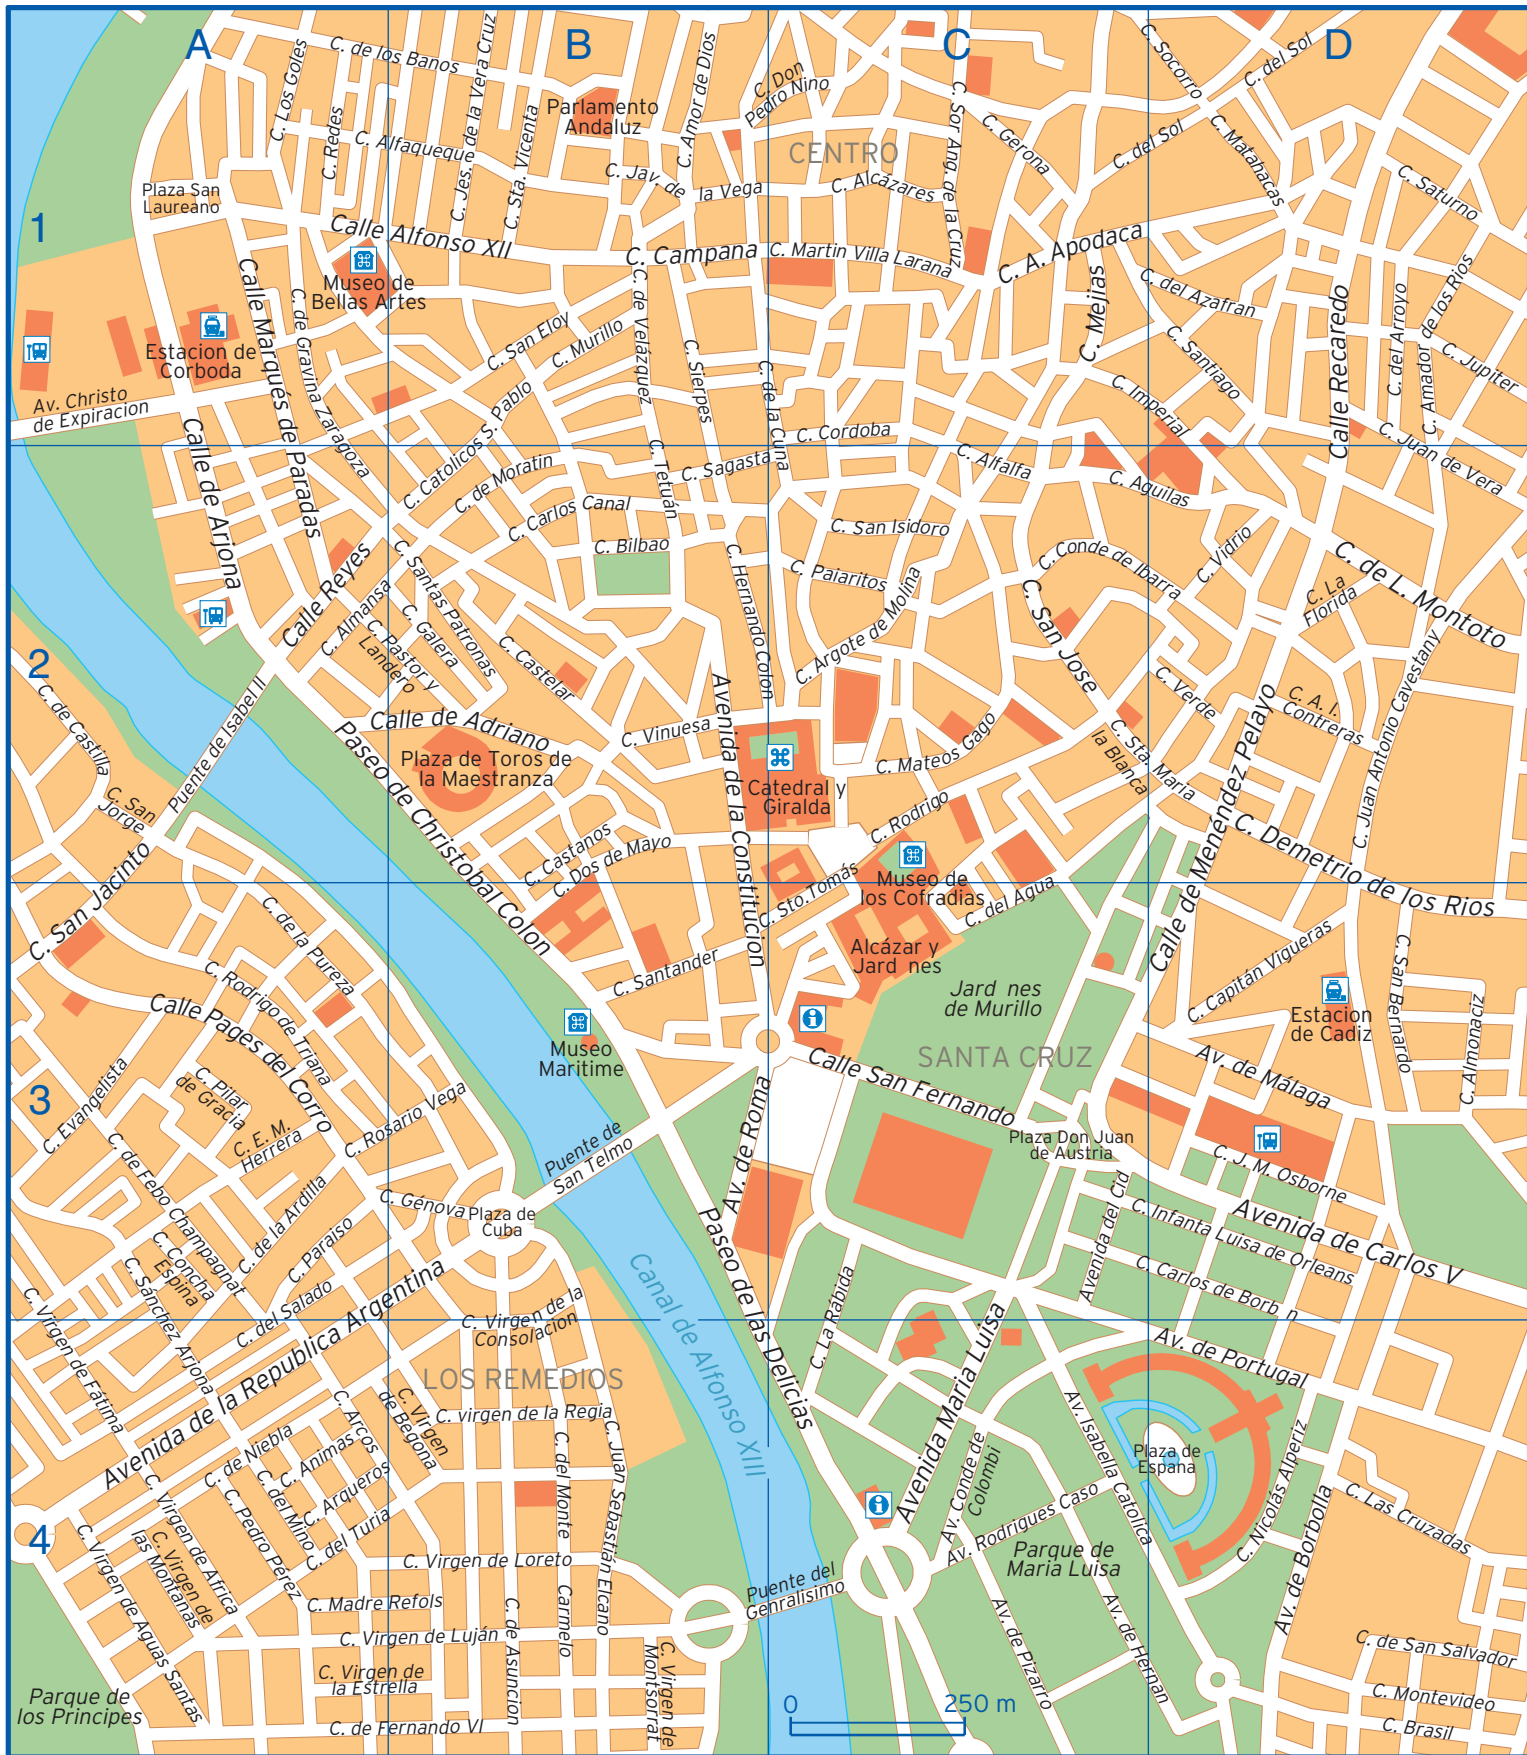 A
B
C
D
1
2
3
4
C. de los Banos
C. Los Goles
C. Redes
C. Alfaqueque
C. Jes. de la Vera Cruz
C. Sta. Vicenta
Parlamento
Andaluz
C. Amor de Dios
C. Don
Pedro Nino
CENTRO
C. Jav. de la Vega
C. Alcázares
C. Sor Ang. de la Cruz
C. Gerona
C. Socorro
C. del Sol
C. del Sol
C. Matahacas
C. Saturno
Plaza San
Laureano
Calle Alfonso XII
C. Campana
C. Martin Villa Larana
C. A. Apodaca
C. Mejias
C. del Azafran
C. Santiago
Calle Recaredo
C. del Arroyo
C. Amador de los Rios
C. Jupiter
Museo de
Bellas Artes
Estacion de
Corboda
Av. Christo
de Expiracion
Calle Marqués de Paradas
C. de Gravina Zaragoza
C. San Eloy
C. Murillo
C. de Velázquez
C. Sierpes
C. de la Cuna
C. Catolicos S. Pablo
C. Cordoba
C. Imperial
C. Juan de Vera
Calle de Arjona
C. de Moratin
C. Tetuán
C. Sagasta
C. Alfalfa
C. Aguilas
C. Carlos Canal
C. Bilbao
C. San Isidoro
C. Paiaritos
C. Hernando Colon
C. Argote de Molina
C. Conde de Ibarra
C. Vidrio
C. La
Florida
C. de L. Montoto
C. San Jose
Calle Reyes
C. Almansa
C. Santas Patronas
C. Galera
C. Pastor y
Landero
C. Castelar
C. de Castilla
Puente de Isabel II
C. San
Jorge
C. San Jacinto
Calle de Adriano
Plaza de Toros de
la Maestranza
Paseo de Christobal Colon
C. Vinuesa
Avenida de la Constitucion
Catedral y
Giralda
C. Mateos Gago
C. Rodrigo
C. Verde
C. Sta. Maria
la Blanca
C. A. I.
Contreras
C. Juan Antonio Cavestany
Calle de Menéndez Pelayo
C. Demetrio de los Rios
C. Castanos
C. Dos de Mayo
C. Sto. Tomás
Museo de
los Cofradias
C. del Agua
Alcázar y
Jard nes
Jard nes
de Murillo
SANTA CRUZ
C. Santander
C. Capitán Vigueras
Estacion
de Cadiz
C. San Bernardo
C. Almonaciz
C. de la Pureza
C. Rodrigo de Triana
Calle Pages del Corro
Museo
Maritime
C. Evangelista
C. Pilar
de Gracia
C. E. M.
Herrera
C. Rosario Vega
Calle San Fernando
Av. de Málaga
Av. de Roma
Plaza Don Juan
de Austria
C. J. M. Osborne
Puente de
San Telmo
C. de Febo Champagnat
C. de la Ardilla
C. Génova
Plaza de
Cuba
C. Concha
Espina
C. Paraiso
Avenida del Cid
C. Infanta Luisa de Orleans
Avenida de Carlos V
C. Carlos de Borb n
C. Virgen de Fátima
C. Sánchez Arjona
C. del Salado
Avenida de la Republica Argentina
C. Virgen de la
Consolacion
Canal de Alfonso XIII
Paseo de las Delicias
C. La Rábida
Avenida Maria Luisa
Av. de Portugal
LOS REMEDIOS
C. Virgen
de Begona
C. virgen de la Regia
C. Arcos
C. de Niebla
C. Animas
C. Arqueros
C. del Mino
C. del Turia
C. Pedro Pérez
C. Virgen de Africa
C. Virgen de
las Montanas
C. Virgen de Aguas Santas
C. del Monte Carmelo
C. Juan Sebastián Elcano
Av. Isabella Catolica
Plaza de
Espana
C. Nicolás Alperiz
Av. de Borbolla
C. Las Cruzadas
Av. Conde de
Colombi
Av. Rodrigues Caso
Parque de
Maria Luisa
C. Virgen de Loreto
C. Madre Refols
C. Virgen de Luján
C. Virgen de
la Estrella
C. de Fernando VI
C. de Asuncion
C. Virgen de
Montsorrat
Puente del
Genralisimo
Av. de Pizarro
Av. de Hernan
C. de San Salvador
C. Montevideo
C. Brasil
Parque de
los Principes
0 250 m